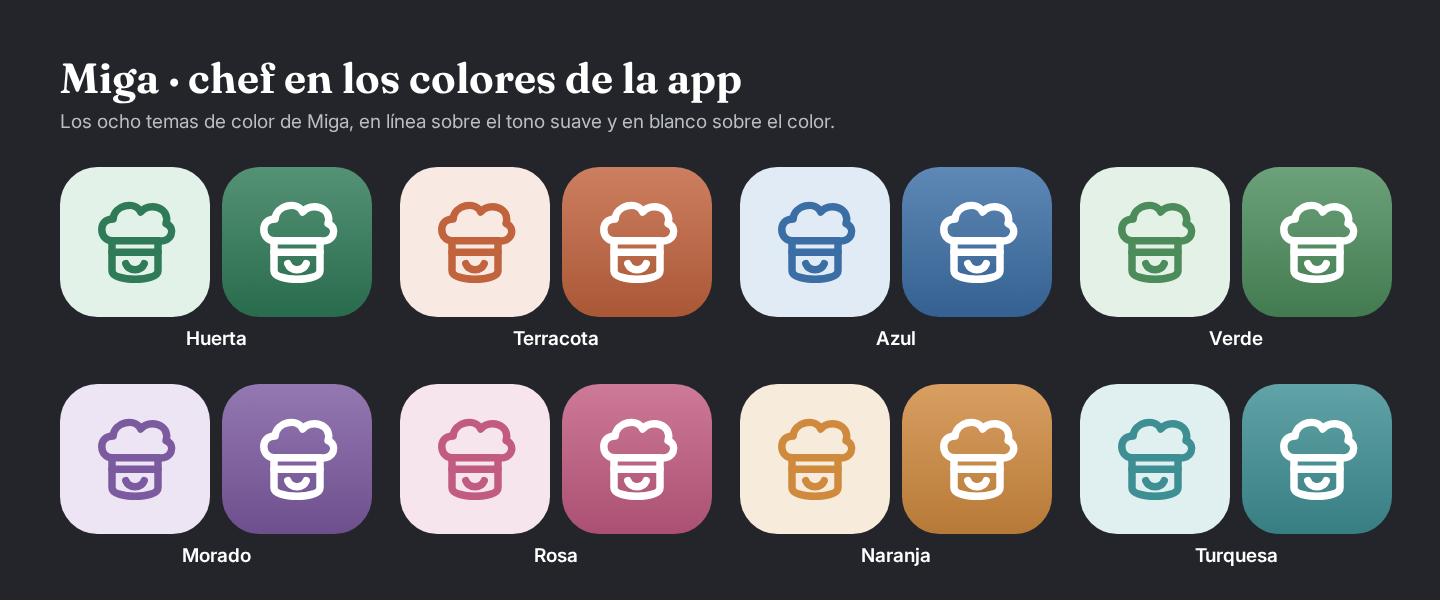 Miga · chef en los colores de la app
Los ocho temas de color de Miga, en línea sobre el tono suave y en blanco sobre el color.
Huerta
Terracota
Azul
Verde
Morado
Rosa
Naranja
Turquesa